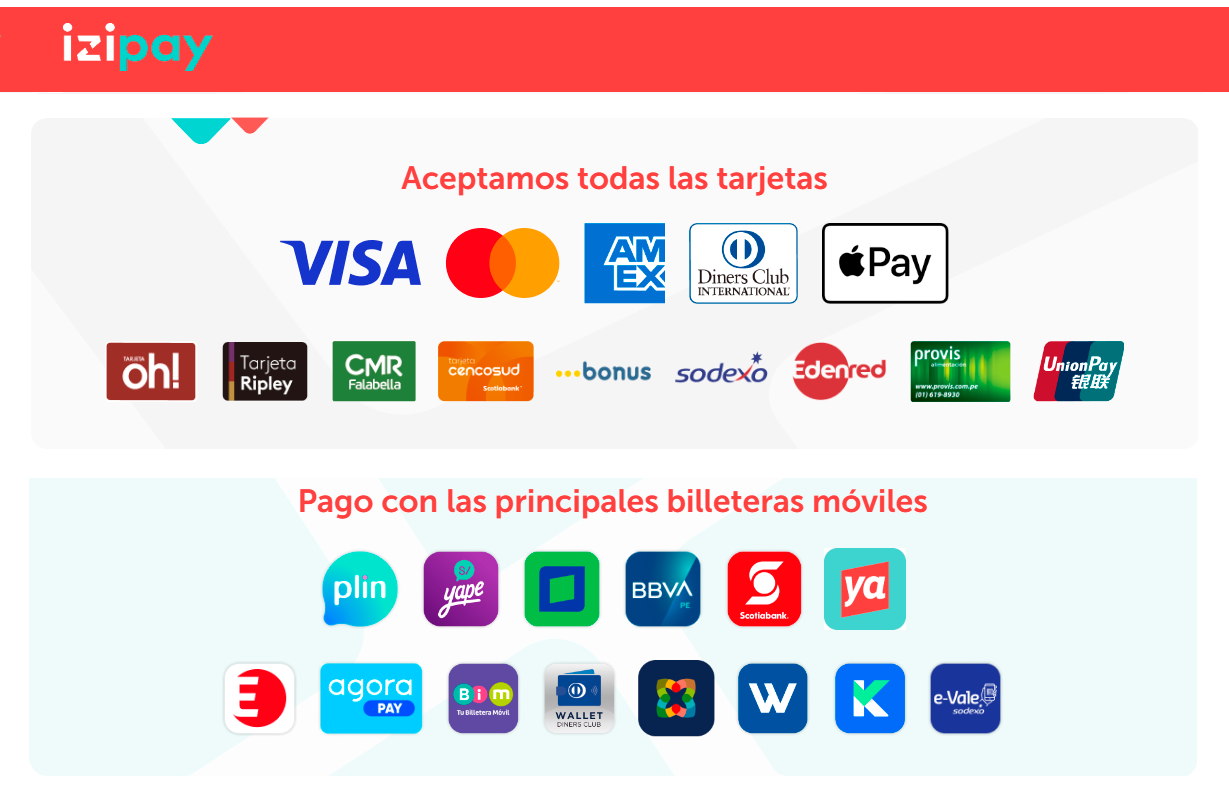 izipay
Aceptamos todas las tarjetas
VISA
AM
EX
Diners Club
INTERNATIONAL
Pay
TARJETA
oh!
Tarjeta
Ripley
CMR
Falabella
tarjeta
cencosud
Scotiabank
bonus
sodexo
Edenred
provis
alimentación
www.provis.com.pe
(01) 619-8930
UnionPay
银联
Pago con las principales billeteras móviles
plin
S/
yape
BBVA
PE
S
Scotiabank.
ya
E
agora
PAY
Bim
Tu Billetera Móvil
WALLET
DINERS CLUB
W
K
e-Vale
sodexo